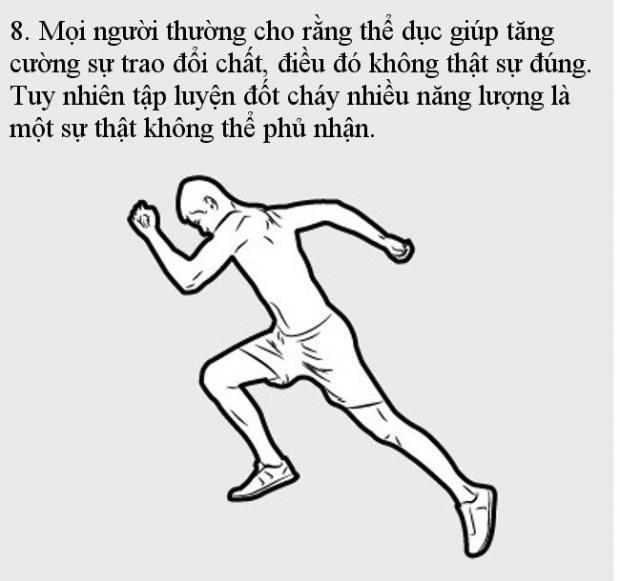 8. Mọi người thường cho rằng thể dục giúp tăng
cường sự trao đổi chất, điều đó không thật sự đúng.
Tuy nhiên tập luyện đốt cháy nhiều năng lượng là
một sự thật không thể phủ nhận.